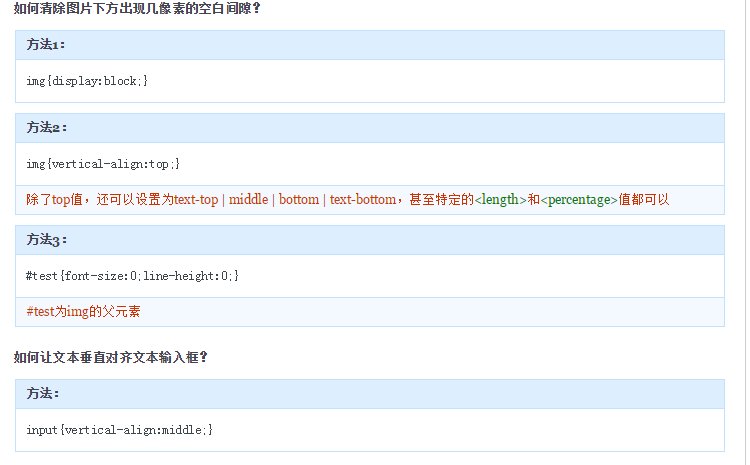 如何清除图片下方出现几像素的空白间隙？
方法1：
img{display:block;}
方法2：
img{vertical-align:top;}
除了top值，还可以设置为text-top | middle | bottom | text-bottom，甚至特定的<length>和<percentage>值都可以
方法3：
#test{font-size:0;line-height:0;}
#test为img的父元素
如何让文本垂直对齐文本输入框？
方法：
input{vertical-align:middle;}